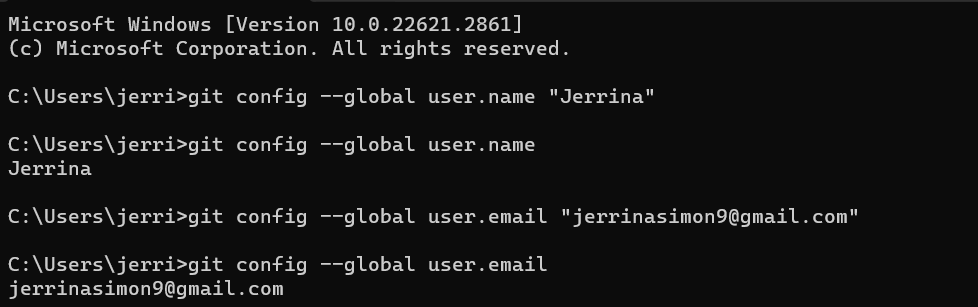 Microsoft Windows [Version 10.0.22621.2861]
(c) Microsoft Corporation. All rights reserved.
C:\Users\jerri>git config --global user.name "Jerrina"
C:\Users\jerri>git config --global user.name
Jerrina
C:\Users\jerri>git config --global user.email "jerrinasimon9@gmail.com"
C:\Users\jerri>git config --global user.email
jerrinasimon9@gmail.com